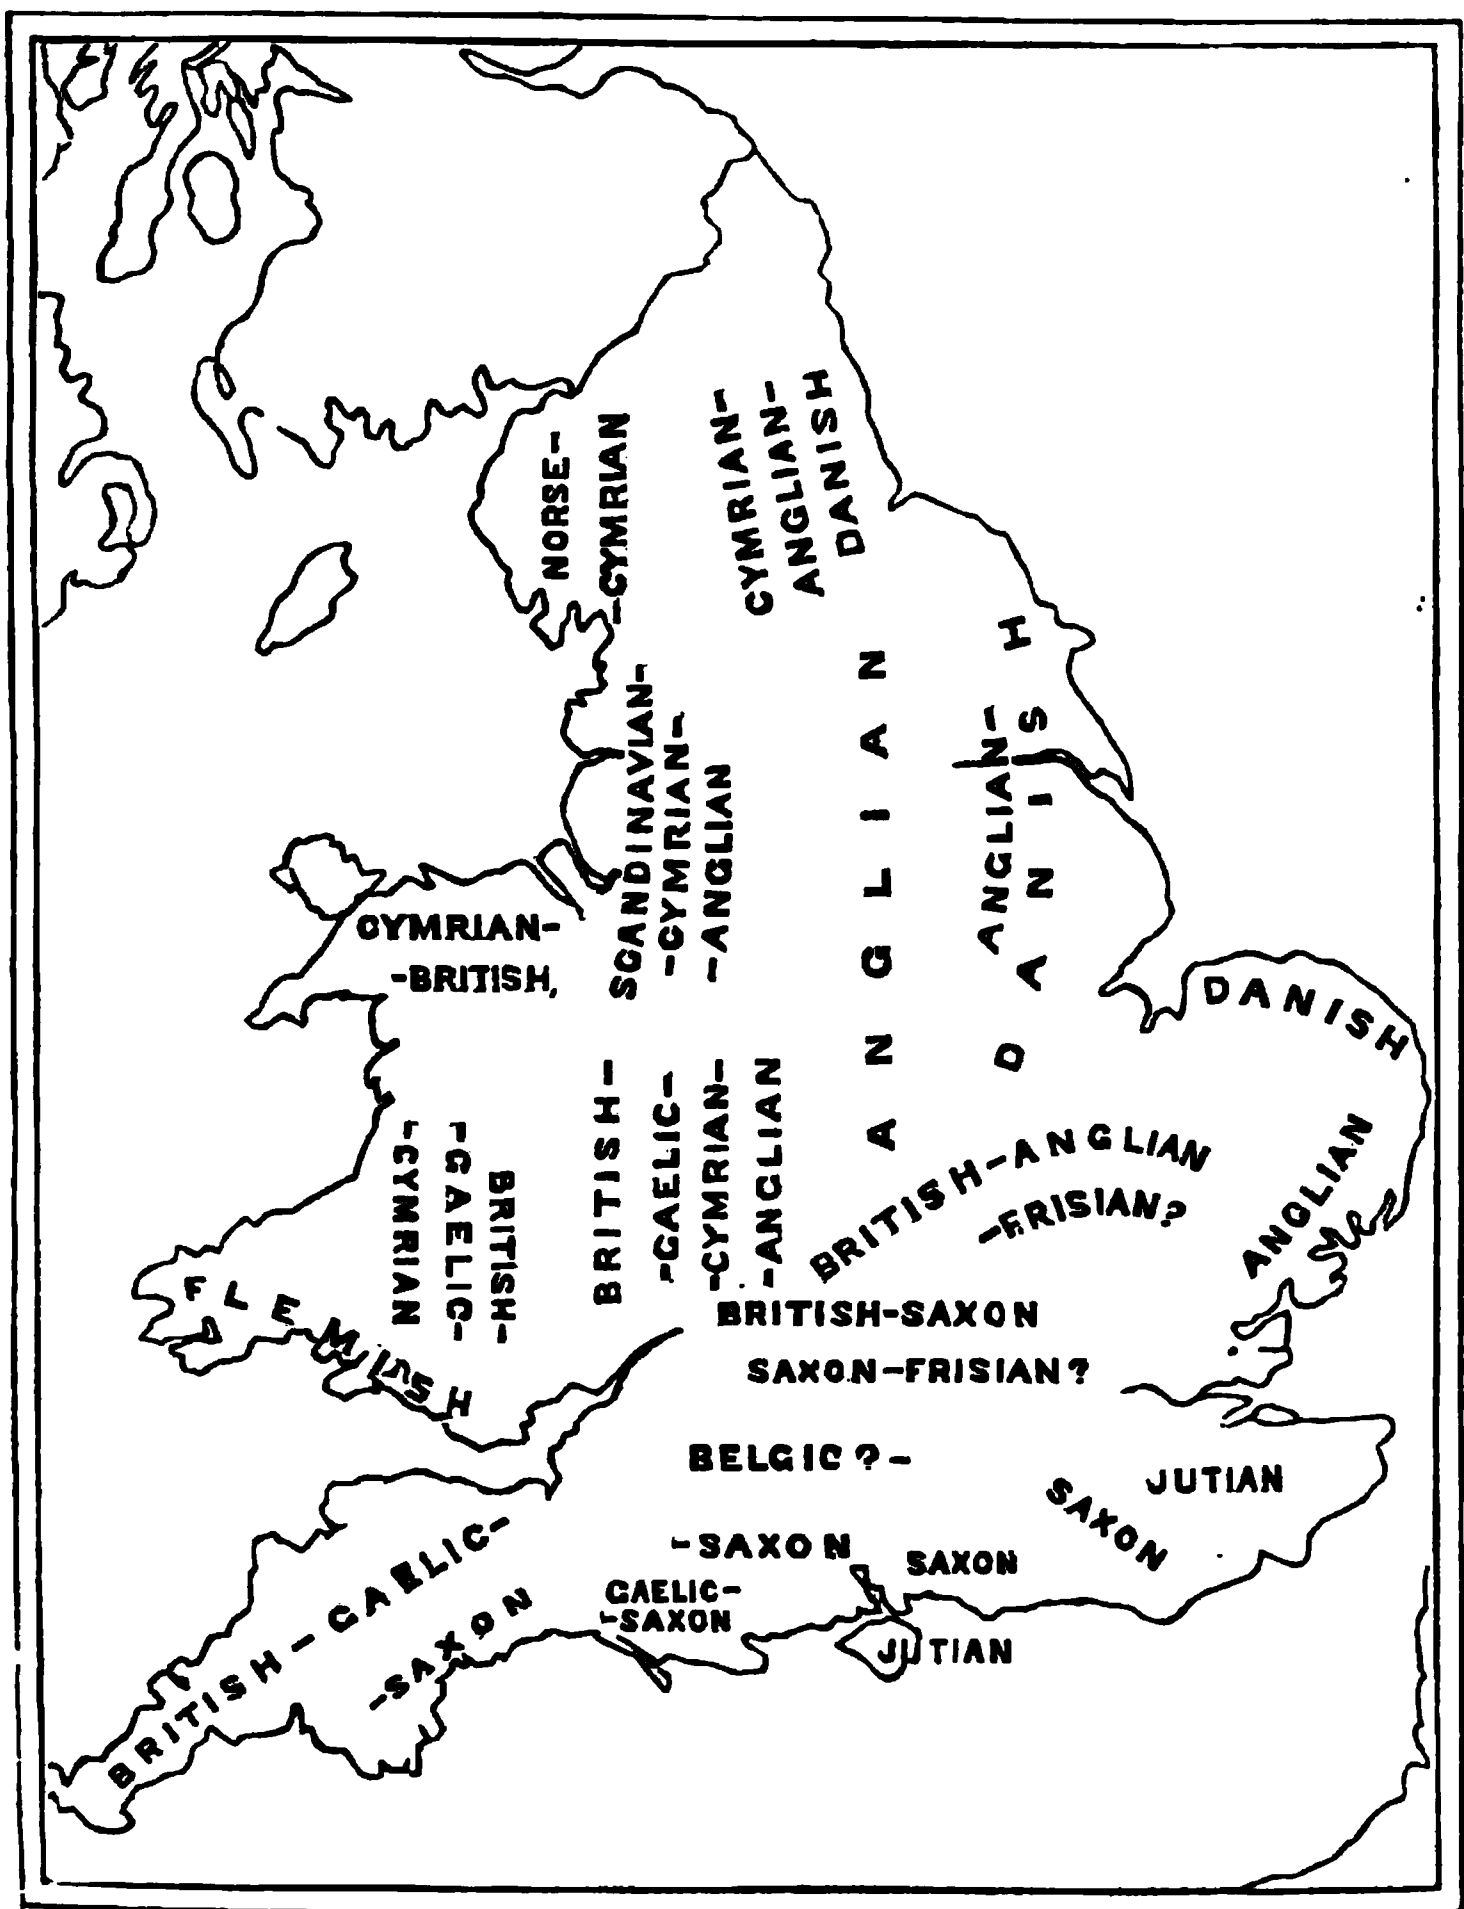 NORSE-
-CYMRIAN
CYMRIAN-
ANGLIAN-
DANISH
SCANDINAVIAN-
-CYMRIAN-
-ANGLIAN
ANGLIAN
ANGLIAN-
DANISH
CYMRIAN-
-BRITISH,
DANISH
BRITISH-
-GAELIC-
-CYMRIAN-
-ANGLIAN
BRITISH-
-GAELIC-
-CYMRIAN
FLEMISH
BRITISH-ANGLIAN
-FRISIAN?
ANGLIAN
BRITISH-SAXON
SAXON-FRISIAN?
BELGIC?-
-SAXON
SAXON
JUTIAN
SAXON
GAELIC-
-SAXON
JUTIAN
BRITISH-GAELIC-
-SAXON